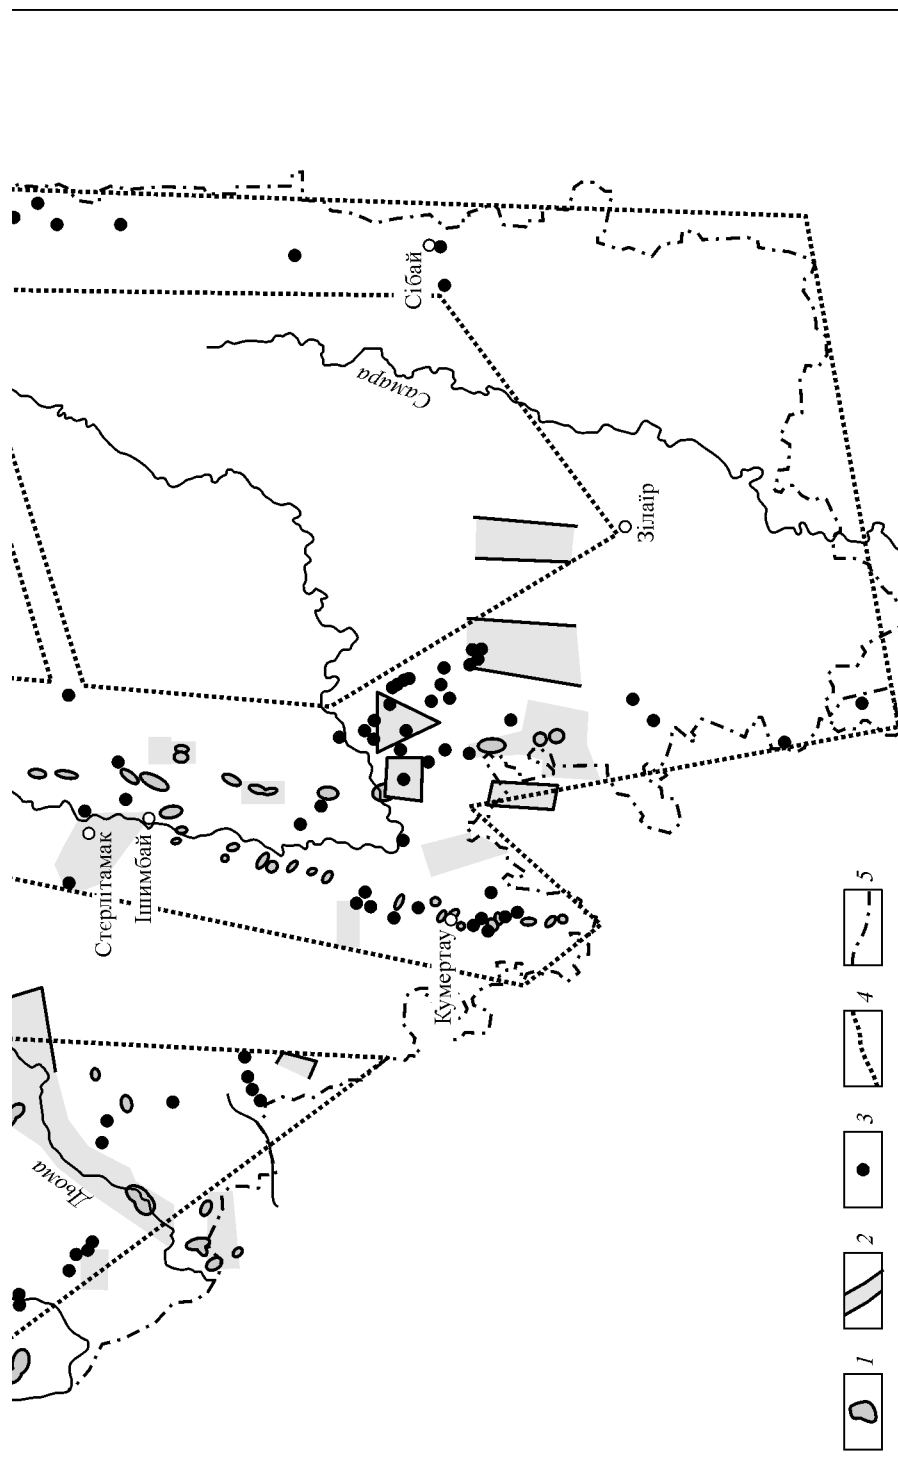 Сібай
Самара
Зілаїр
Стерлітамак
Ішимбай
Кумертау
Дьома
1
2
3
4
5